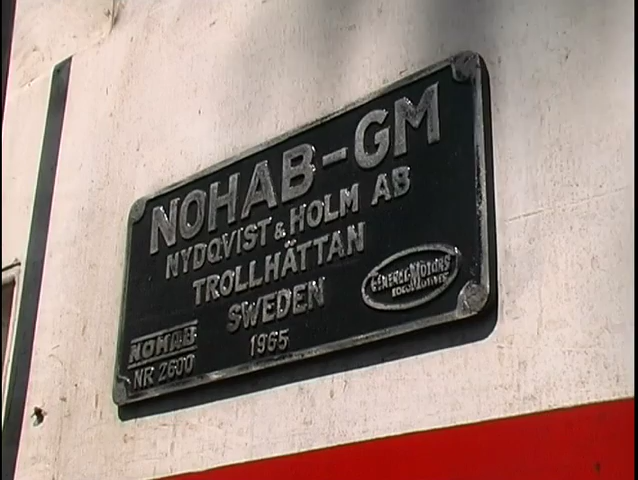 NOHAB-GM
NYDQVIST & HOLM AB
TROLLHÄTTAN
SWEDEN
1965
GENERAL MOTORS
LOCOMOTIVES
NOHAB
NR 2600